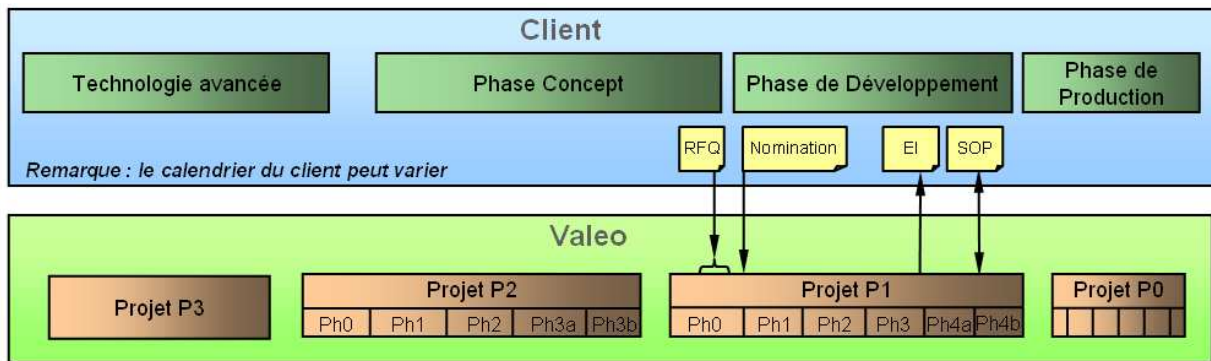 Client
Technologie avancée
Phase Concept
Phase de Développement
Phase de
Production
RFQ
Nomination
EI
SOP
Remarque : le calendrier du client peut varier
Valeo
Projet P3
Projet P2
Ph0 Ph1 Ph2 Ph3a Ph3b
Projet P1
Ph0 Ph1 Ph2 Ph3 Ph4a Ph4b
Projet P0